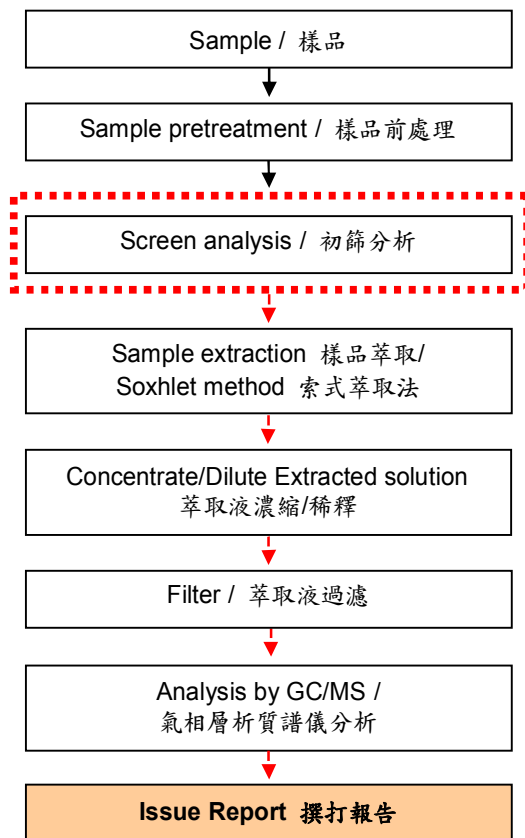 Sample / 樣品
Sample pretreatment / 樣品前處理
Screen analysis / 初篩分析
Sample extraction 樣品萃取/
Soxhlet method 索式萃取法
Concentrate/Dilute Extracted solution
萃取液濃縮/稀釋
Filter / 萃取液過濾
Analysis by GC/MS /
氣相層析質譜儀分析
Issue Report 撰打報告